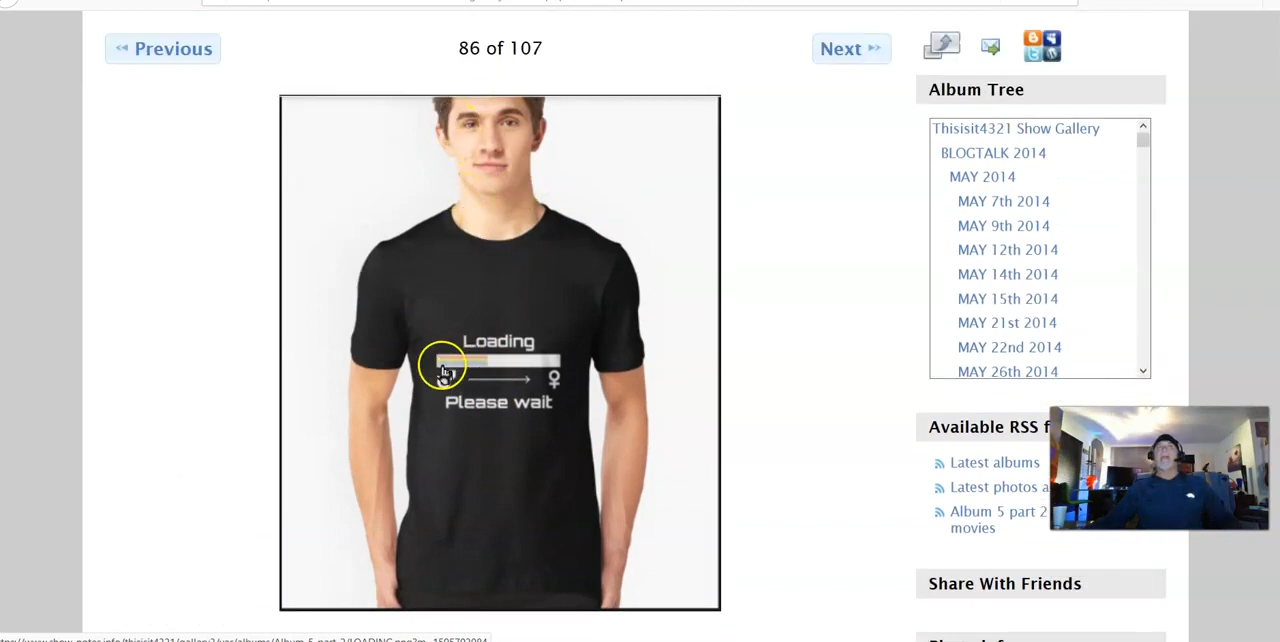 Previous
86 of 107
Next
Album Tree
Thisisit4321 Show Gallery
BLOGTALK 2014
MAY 2014
MAY 7th 2014
MAY 9th 2014
MAY 12th 2014
MAY 14th 2014
MAY 15th 2014
MAY 21st 2014
MAY 22nd 2014
MAY 26th 2014
Loading
Please wait
Available RSS f
Latest albums
Latest photos a
Album 5 part 2
movies
Share With Friends